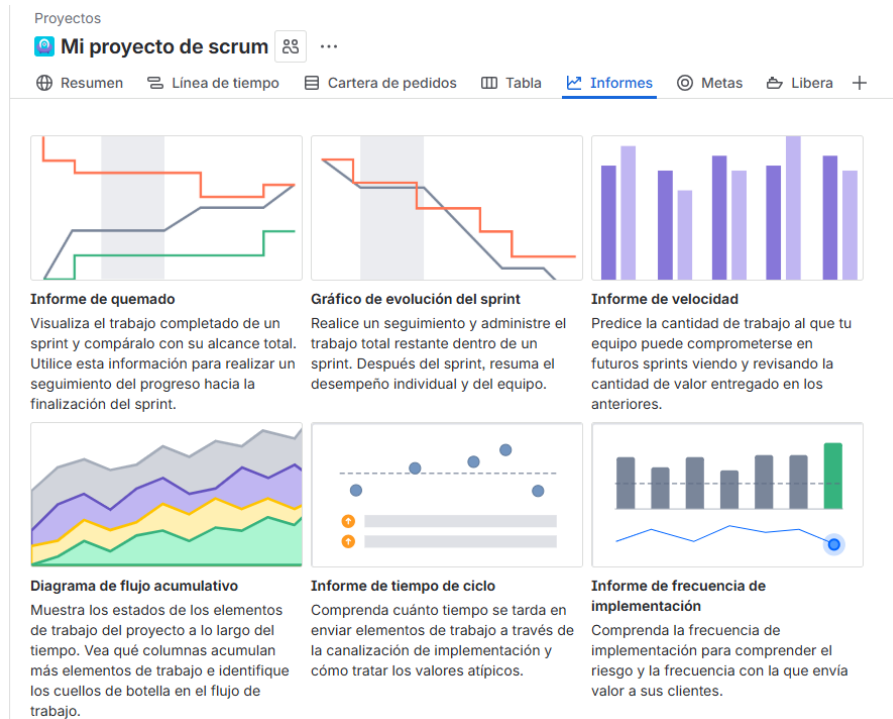 Proyectos
Mi proyecto de scrum
Resumen
Línea de tiempo
Cartera de pedidos
Tabla
Informes
Metas
Libera
Informe de quemado
Visualiza el trabajo completado de un
sprint y compáralo con su alcance total.
Utilice esta información para realizar un
seguimiento del progreso hacia la
finalización del sprint.
Gráfico de evolución del sprint
Realice un seguimiento y administre el
trabajo total restante dentro de un
sprint. Después del sprint, resuma el
desempeño individual y del equipo.
Informe de velocidad
Predice la cantidad de trabajo al que tu
equipo puede comprometerse en
futuros sprints viendo y revisando la
cantidad de valor entregado en los
anteriores.
Diagrama de flujo acumulativo
Muestra los estados de los elementos
de trabajo del proyecto a lo largo del
tiempo. Vea qué columnas acumulan
más elementos de trabajo e identifique
los cuellos de botella en el flujo de
trabajo.
Informe de tiempo de ciclo
Comprenda cuánto tiempo se tarda en
enviar elementos de trabajo a través de
la canalización de implementación y
cómo tratar los valores atípicos.
Informe de frecuencia de
implementación
Comprenda la frecuencia de
implementación para comprender el
riesgo y la frecuencia con la que envía
valor a sus clientes.